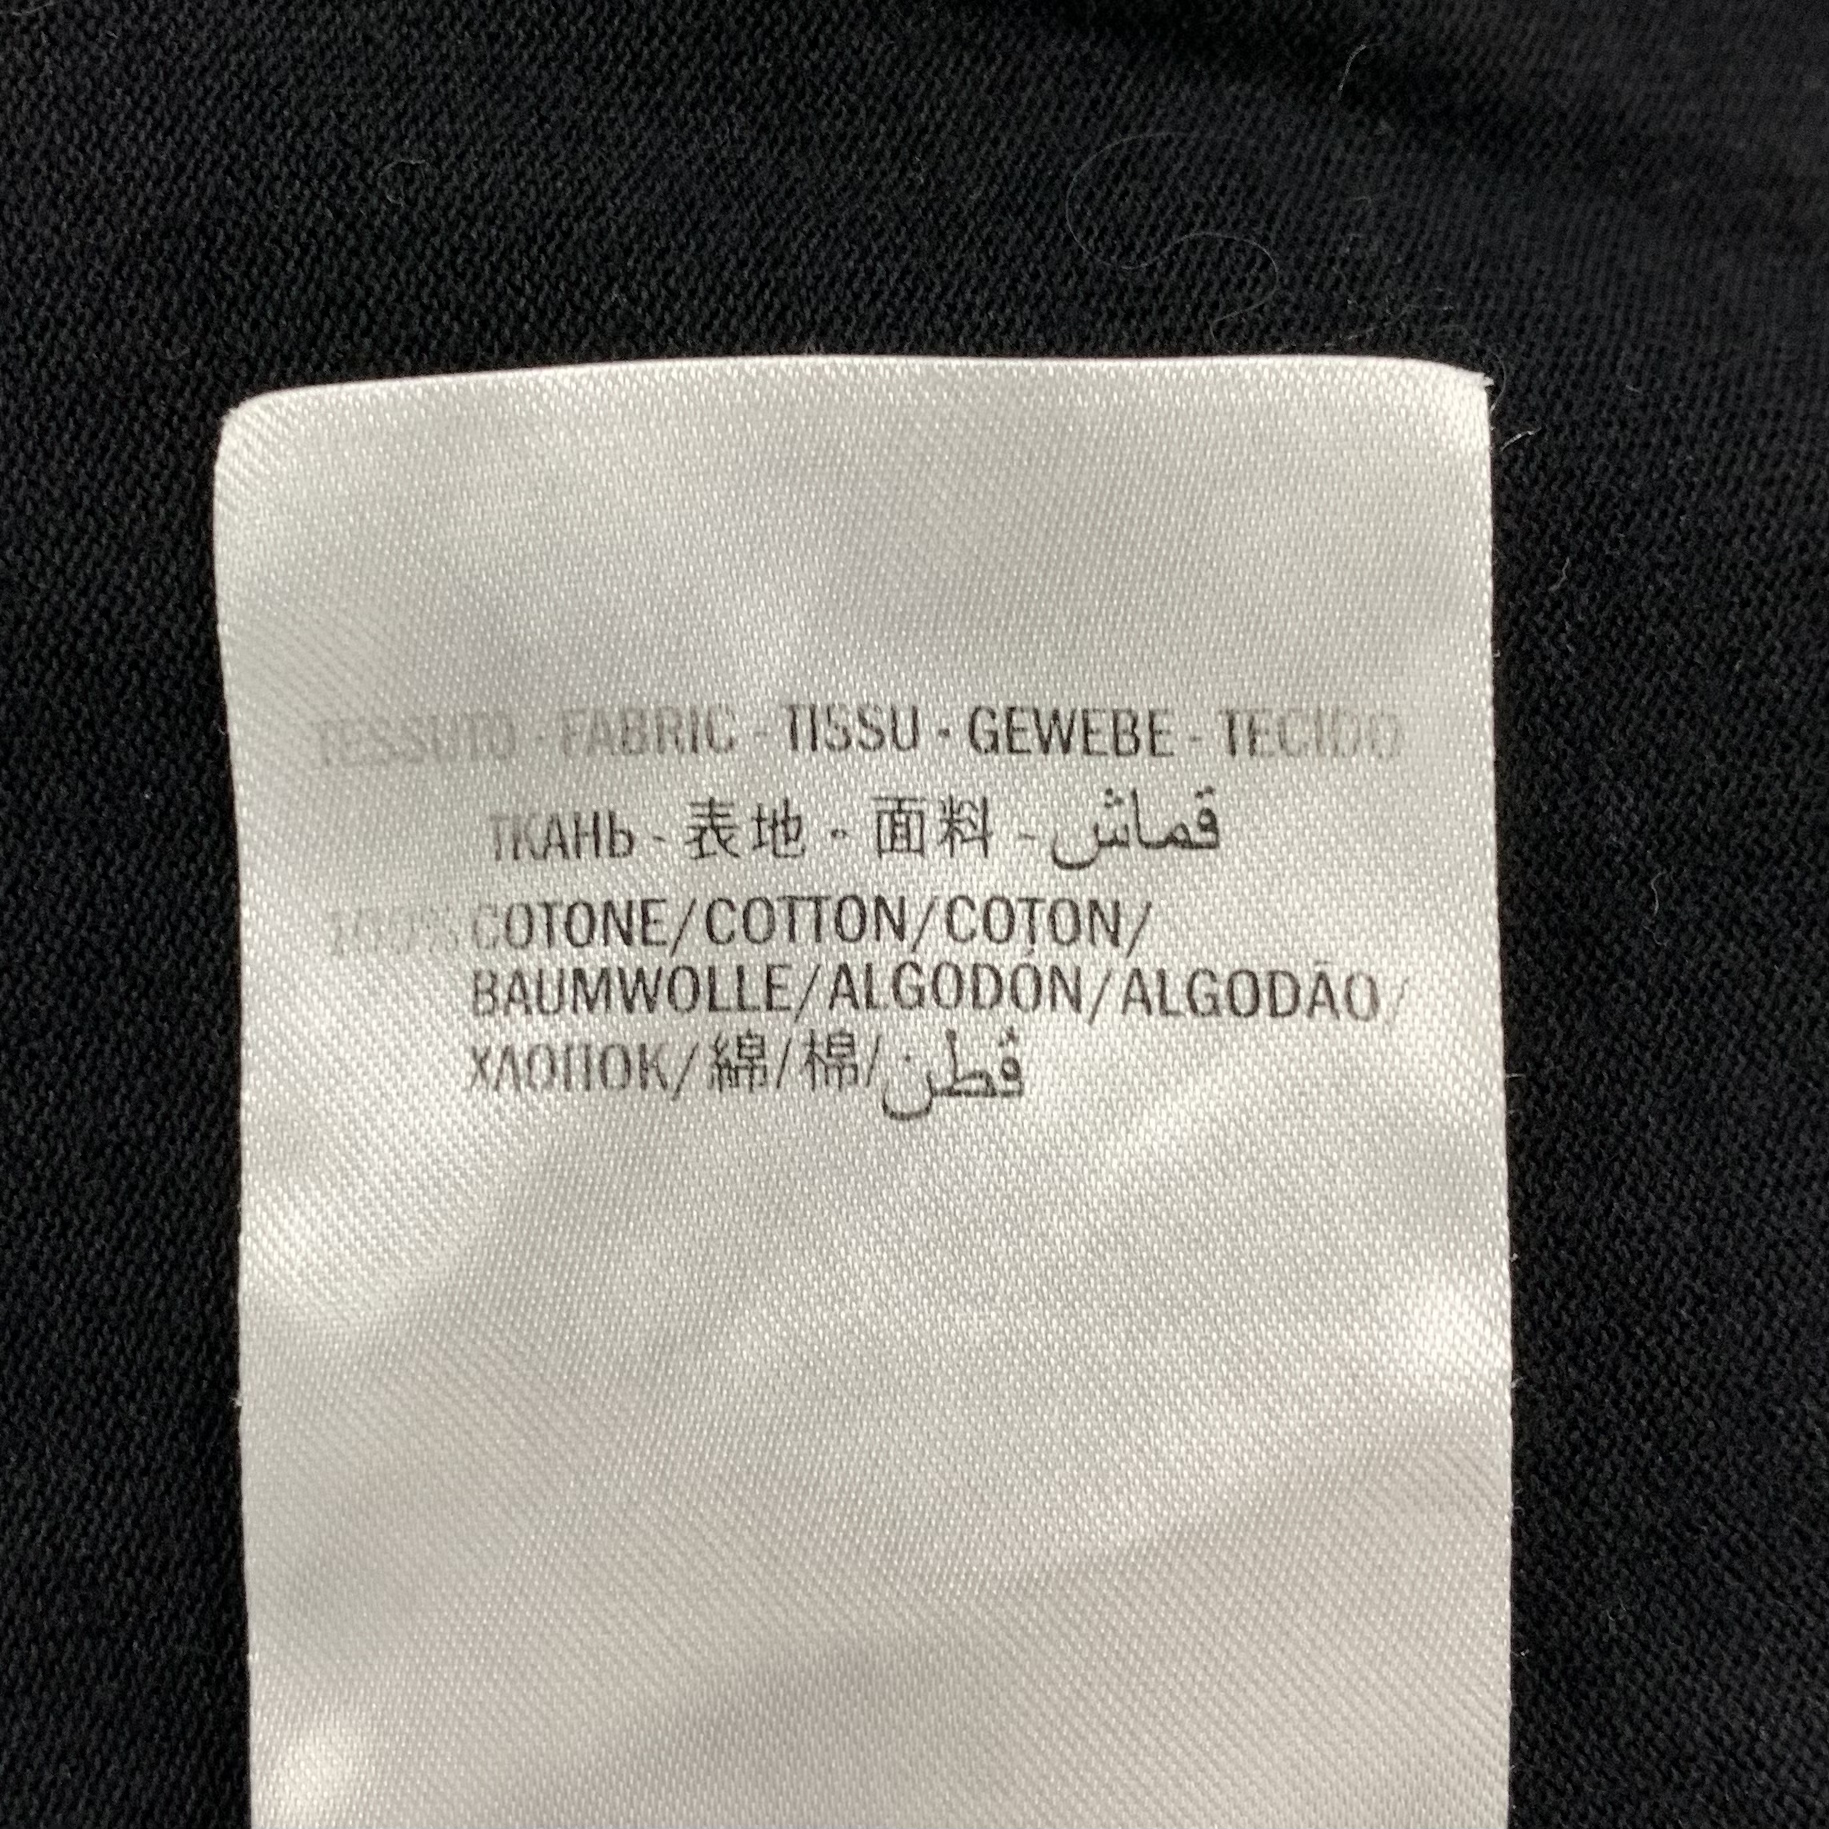 TESSUTO - FABRIC - TISSU - GEWEBE - TECIDO
ТКАНЬ - 表地 - 面料 - قماش
100% COTONE/COTTON/COTON/
BAUMWOLLE/ALGODÓN/ALGODÃO/
ХЛОПОК/綿/棉/قطن